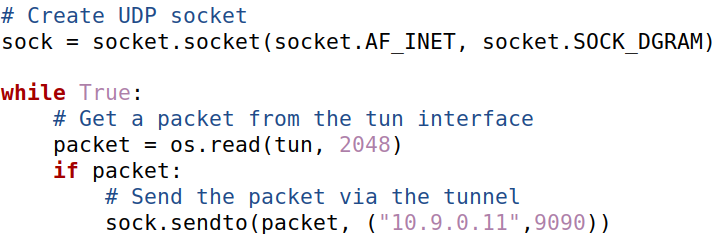 # Create UDP socket
sock = socket.socket(socket.AF_INET, socket.SOCK_DGRAM)
while True:
    # Get a packet from the tun interface
    packet = os.read(tun, 2048)
    if packet:
        # Send the packet via the tunnel
        sock.sendto(packet, ("10.9.0.11",9090))